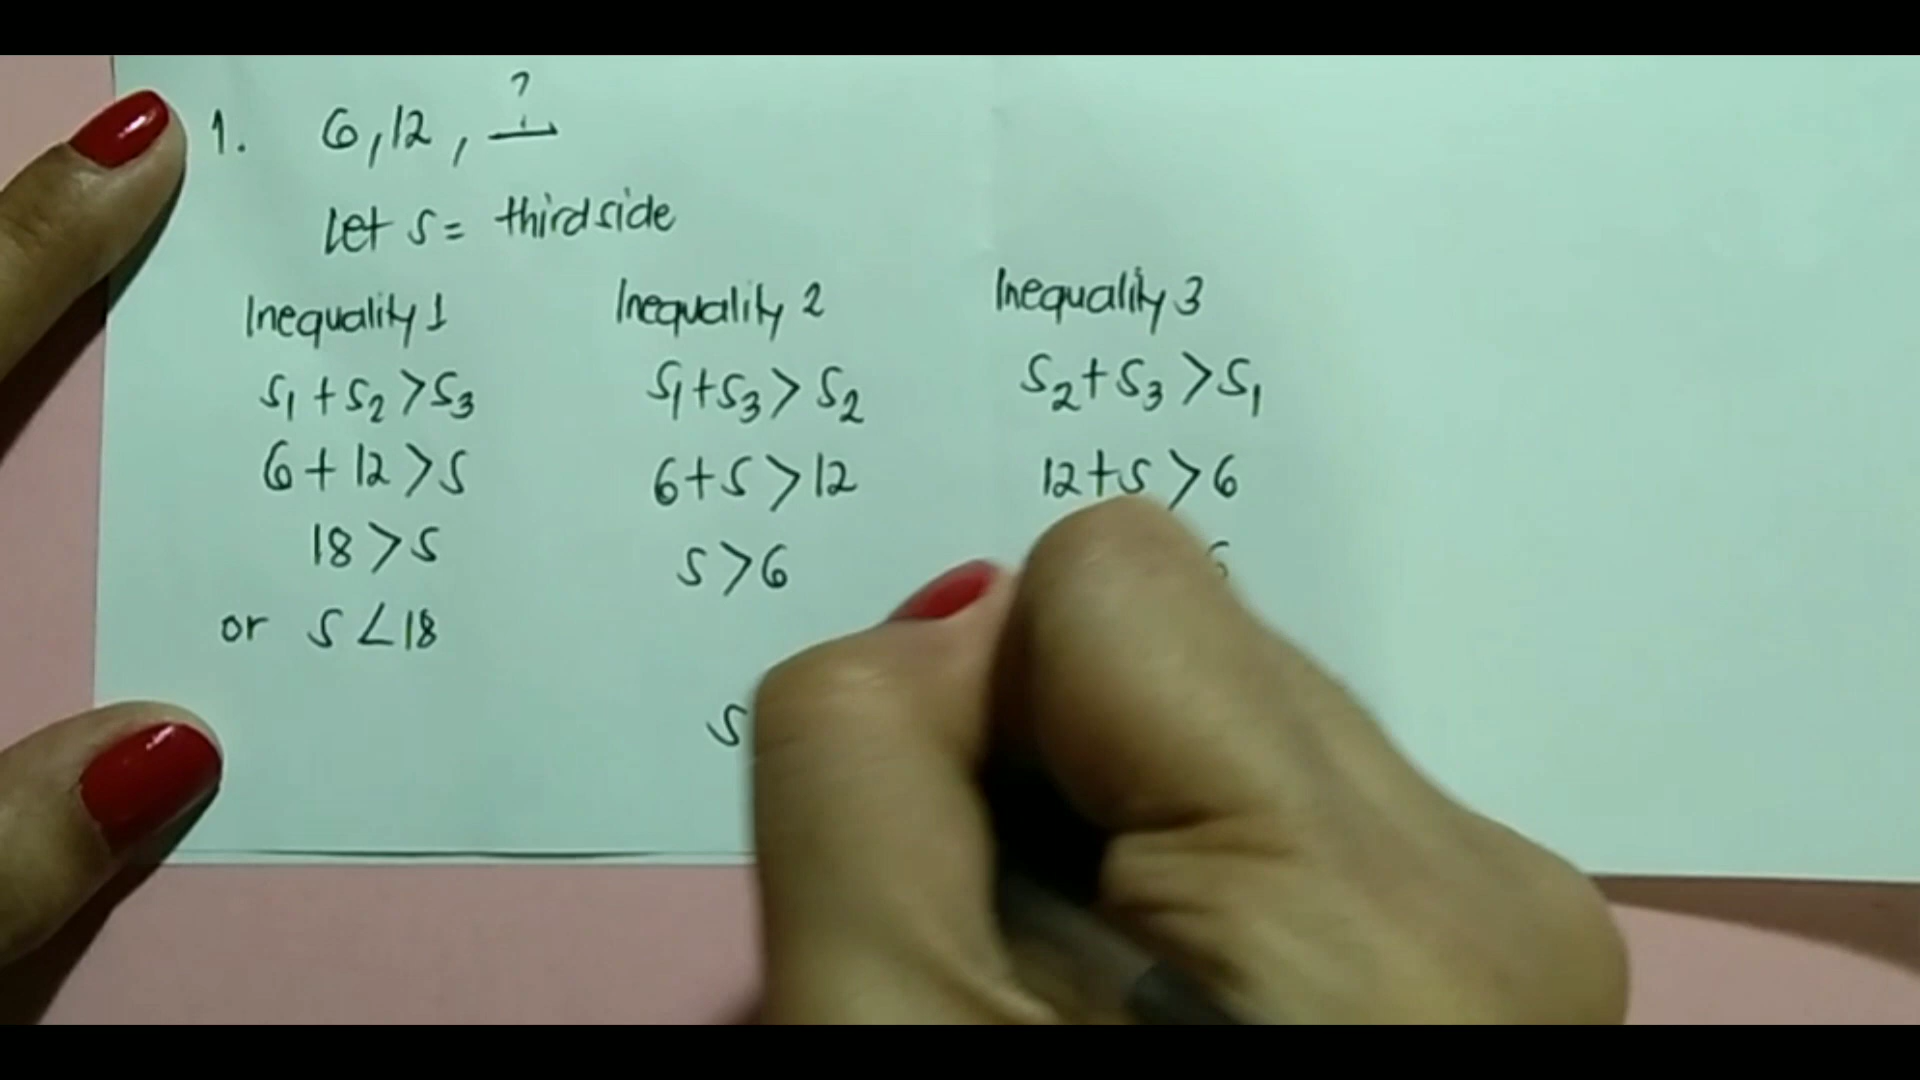 1. 6, 12, ?
Let s = third side
Inequality 1
s₁ + s₂ > s₃
6 + 12 > s
18 > s
or s < 18
Inequality 2
s₁ + s₃ > s₂
6 + s > 12
s > 6
Inequality 3
s₂ + s₃ > s₁
12 + s > 6
s